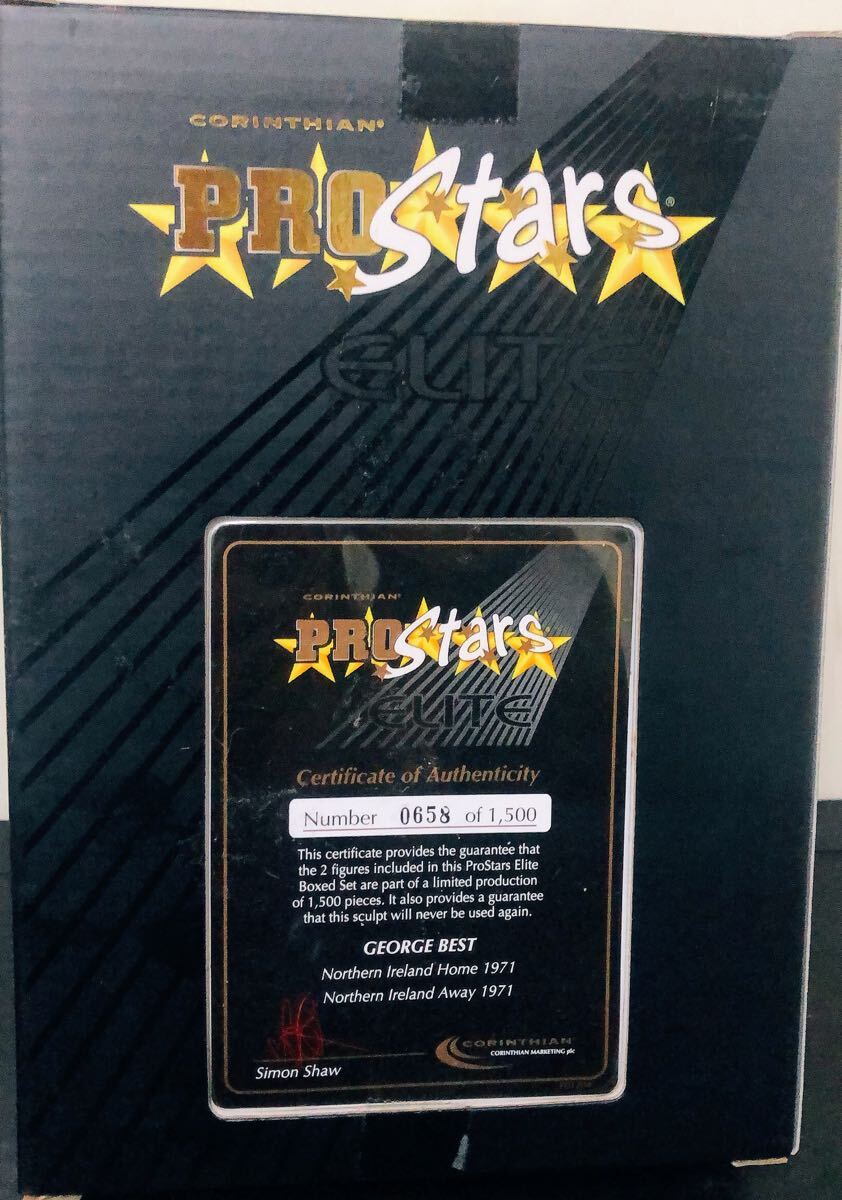 CORINTHIAN®
PROStars®
ELITE
CORINTHIAN®
PROStars
ELITE
Certificate of Authenticity
Number 0658 of 1,500
This certificate provides the guarantee that
the 2 figures included in this ProStars Elite
Boxed Set are part of a limited production
of 1,500 pieces. It also provides a guarantee
that this sculpt will never be used again.
GEORGE BEST
Northern Ireland Home 1971
Northern Ireland Away 1971
CORINTHIAN
CORINTHIAN MARKETING plc
Simon Shaw